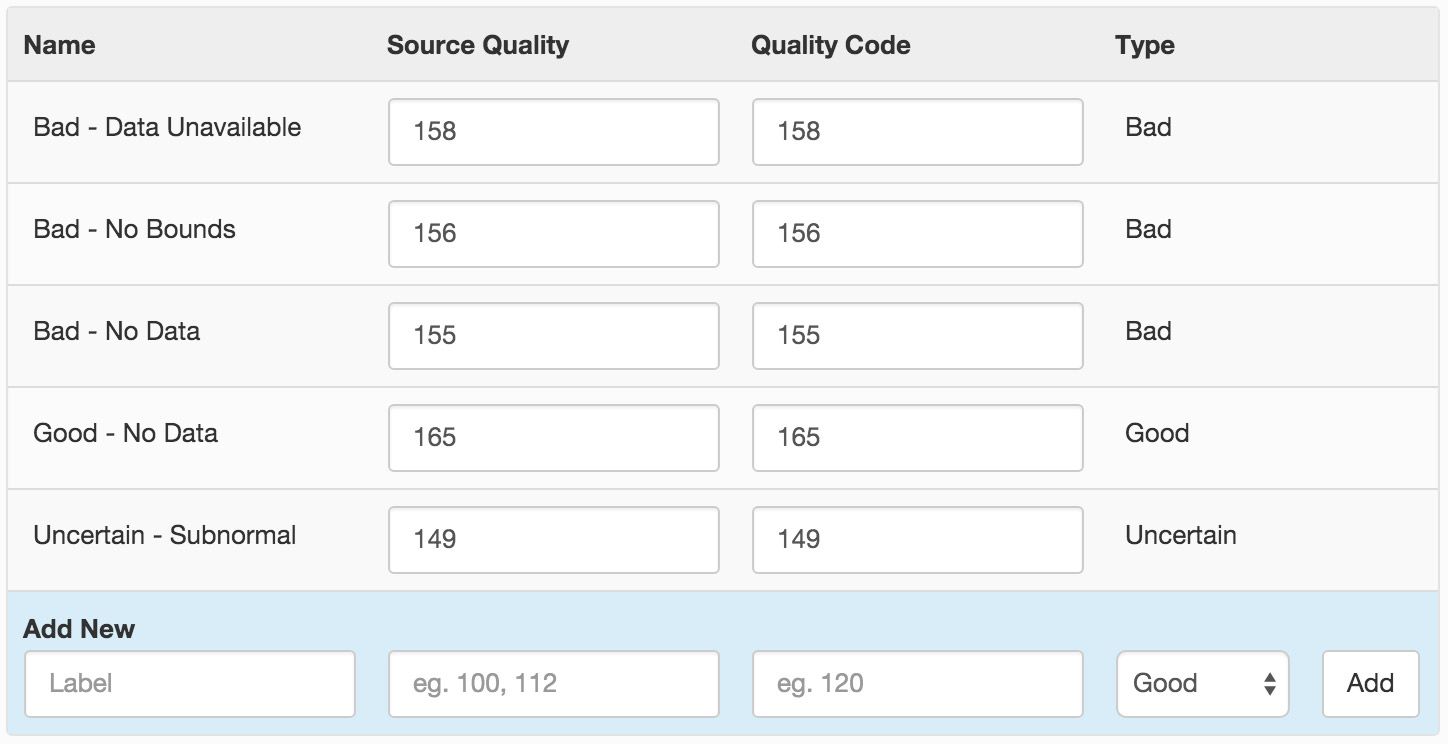 Name Source Quality Quality Code Type
Bad - Data Unavailable 158 158 Bad
Bad - No Bounds 156 156 Bad
Bad - No Data 155 155 Bad
Good - No Data 165 165 Good
Uncertain - Subnormal 149 149 Uncertain
Add New
Label eg. 100, 112 eg. 120 Good Add